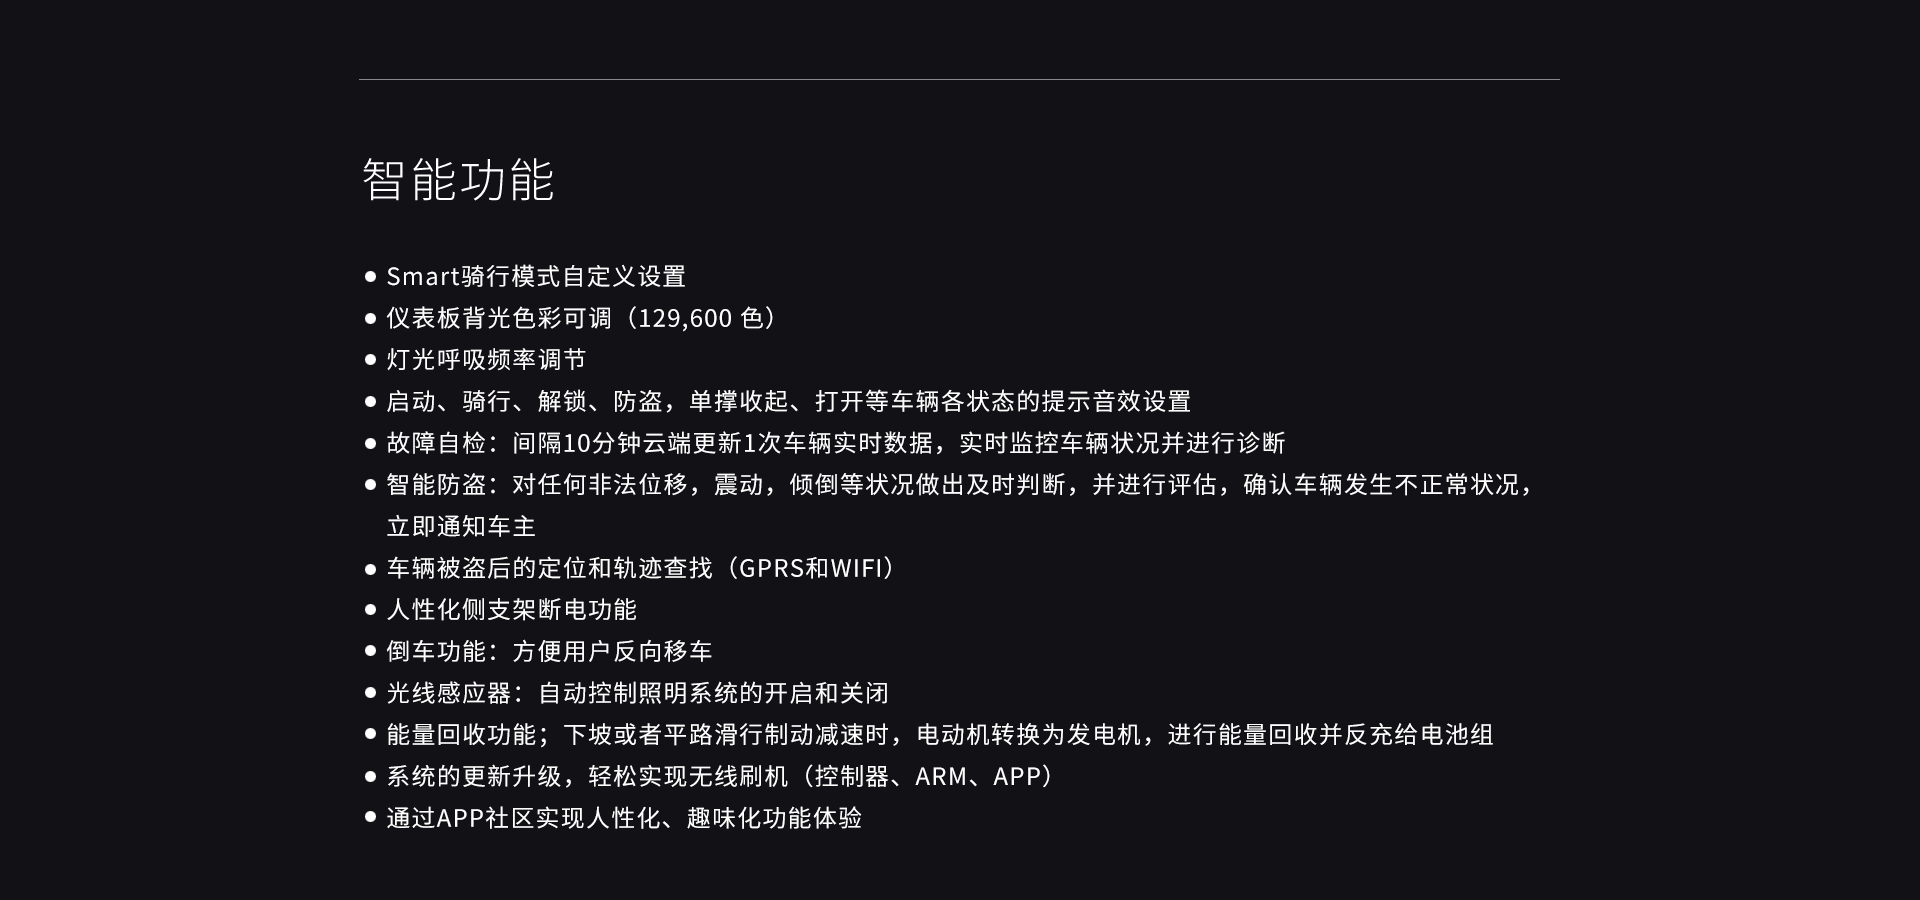 智能功能
Smart骑行模式自定义设置
仪表板背光色彩可调（129,600 色）
灯光呼吸频率调节
启动、骑行、解锁、防盗，单撑收起、打开等车辆各状态的提示音效设置
故障自检：间隔10分钟云端更新1次车辆实时数据，实时监控车辆状况并进行诊断
智能防盗：对任何非法位移，震动，倾倒等状况做出及时判断，并进行评估，确认车辆发生不正常状况，
立即通知车主
车辆被盗后的定位和轨迹查找（GPRS和WIFI）
人性化侧支架断电功能
倒车功能：方便用户反向移车
光线感应器：自动控制照明系统的开启和关闭
能量回收功能；下坡或者平路滑行制动减速时，电动机转换为发电机，进行能量回收并反充给电池组
系统的更新升级，轻松实现无线刷机（控制器、ARM、APP）
通过APP社区实现人性化、趣味化功能体验